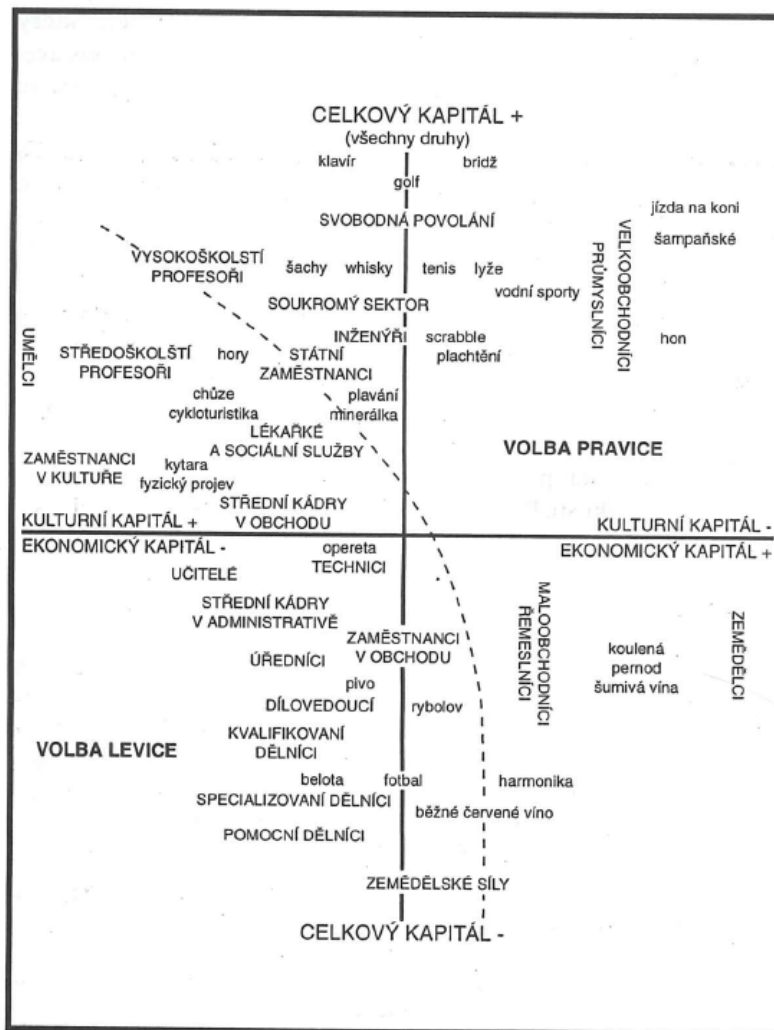 CELKOVÝ KAPITÁL +
(všechny druhy)
klavír
bridž
golf
jízda na koni
SVOBODNÁ POVOLÁNÍ
VELKOOBCHODNÍCI
PRŮMYSLNÍCI
šampaňské
VYSOKOŠKOLSTÍ
PROFESOŘI
šachy
whisky
tenis
lyže
vodní sporty
SOUKROMÝ SEKTOR
UMĚLCI
INŽENÝŘI
scrabble
plachtění
hon
STŘEDOŠKOLŠTÍ
PROFESOŘI
hory
STÁTNÍ
ZAMĚSTNANCI
chůze
cykloturistika
plavání
minerálka
LÉKAŘKÉ
A SOCIÁLNÍ SLUŽBY
VOLBA PRAVICE
ZAMĚSTNANCI
V KULTUŘE
kytara
fyzický projev
STŘEDNÍ KÁDRY
V OBCHODU
KULTURNÍ KAPITÁL +
KULTURNÍ KAPITÁL -
EKONOMICKÝ KAPITÁL -
EKONOMICKÝ KAPITÁL +
opereta
TECHNICI
UČITELÉ
STŘEDNÍ KÁDRY
V ADMINISTRATIVĚ
MALOOBCHODNÍCI
ŘEMESLNÍCI
ZEMĚDĚLCI
ZAMĚSTNANCI
V OBCHODU
koulená
pernod
šumivá vína
ÚŘEDNÍCI
pivo
DÍLOVEDOUCÍ
rybolov
KVALIFIKOVANÍ
DĚLNÍCI
VOLBA LEVICE
belota
fotbal
harmonika
SPECIALIZOVANÍ DĚLNÍCI
běžné červené víno
POMOCNÍ DĚLNÍCI
ZEMĚDĚLSKÉ SÍLY
CELKOVÝ KAPITÁL -